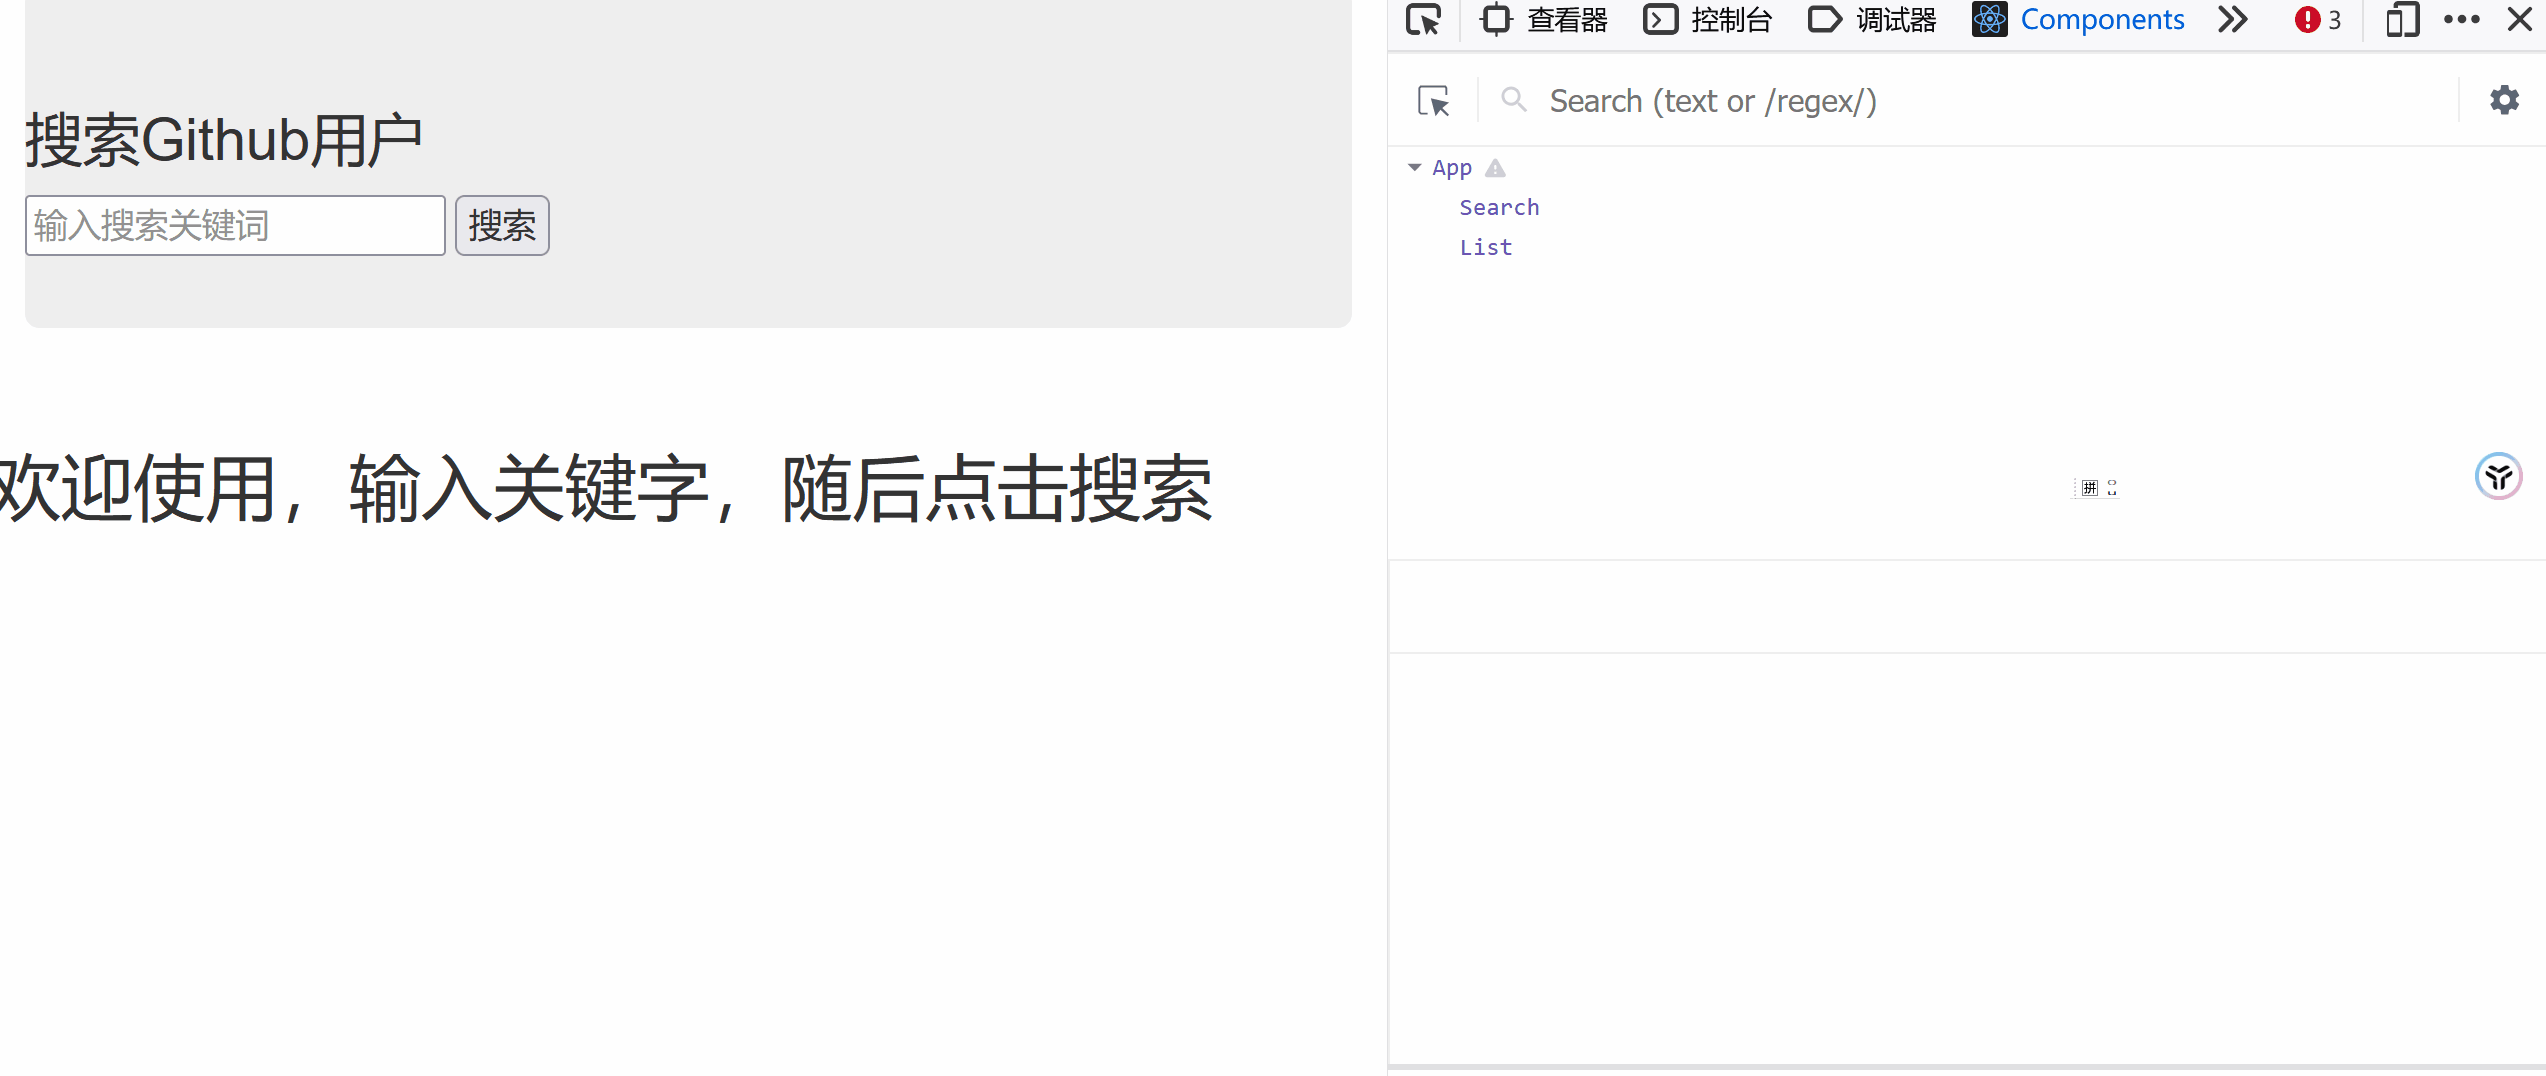 搜索Github用户
输入搜索关键词 搜索
欢迎使用，输入关键字，随后点击搜索
查看器 控制台 调试器 Components 3
Search (text or /regex/)
App
Search
List
拼